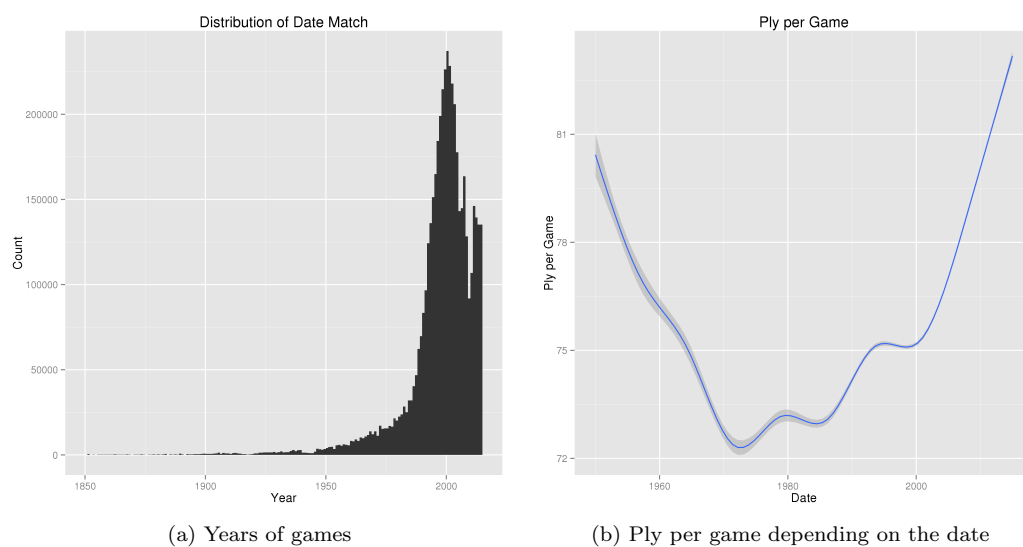 Distribution of Date Match
Count
200000
150000
100000
50000
0
1850
1900
1950
2000
Year
(a) Years of games
Ply per Game
Ply per Game
81
78
75
72
1960
1980
2000
Date
(b) Ply per game depending on the date